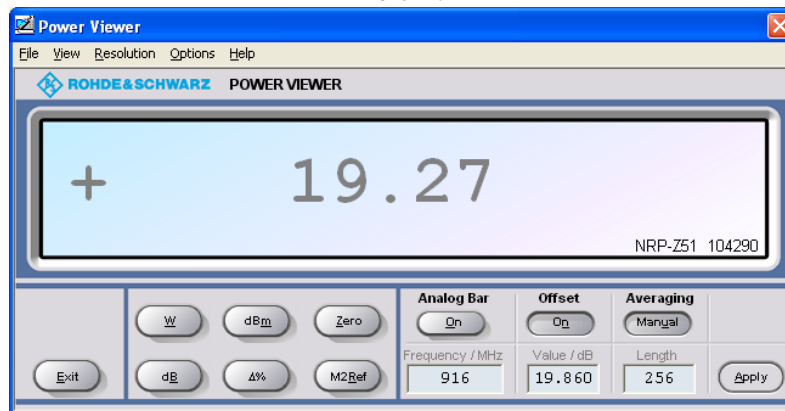 Power Viewer
File View Resolution Options Help
ROHDE&SCHWARZ POWER VIEWER
+ 19.27
NRP-Z51 104290
Analog Bar Offset Averaging
W dBm Zero On On Manual
Frequency / MHz Value / dB Length
Exit dB Δ% M2Ref 916 19.860 256 Apply